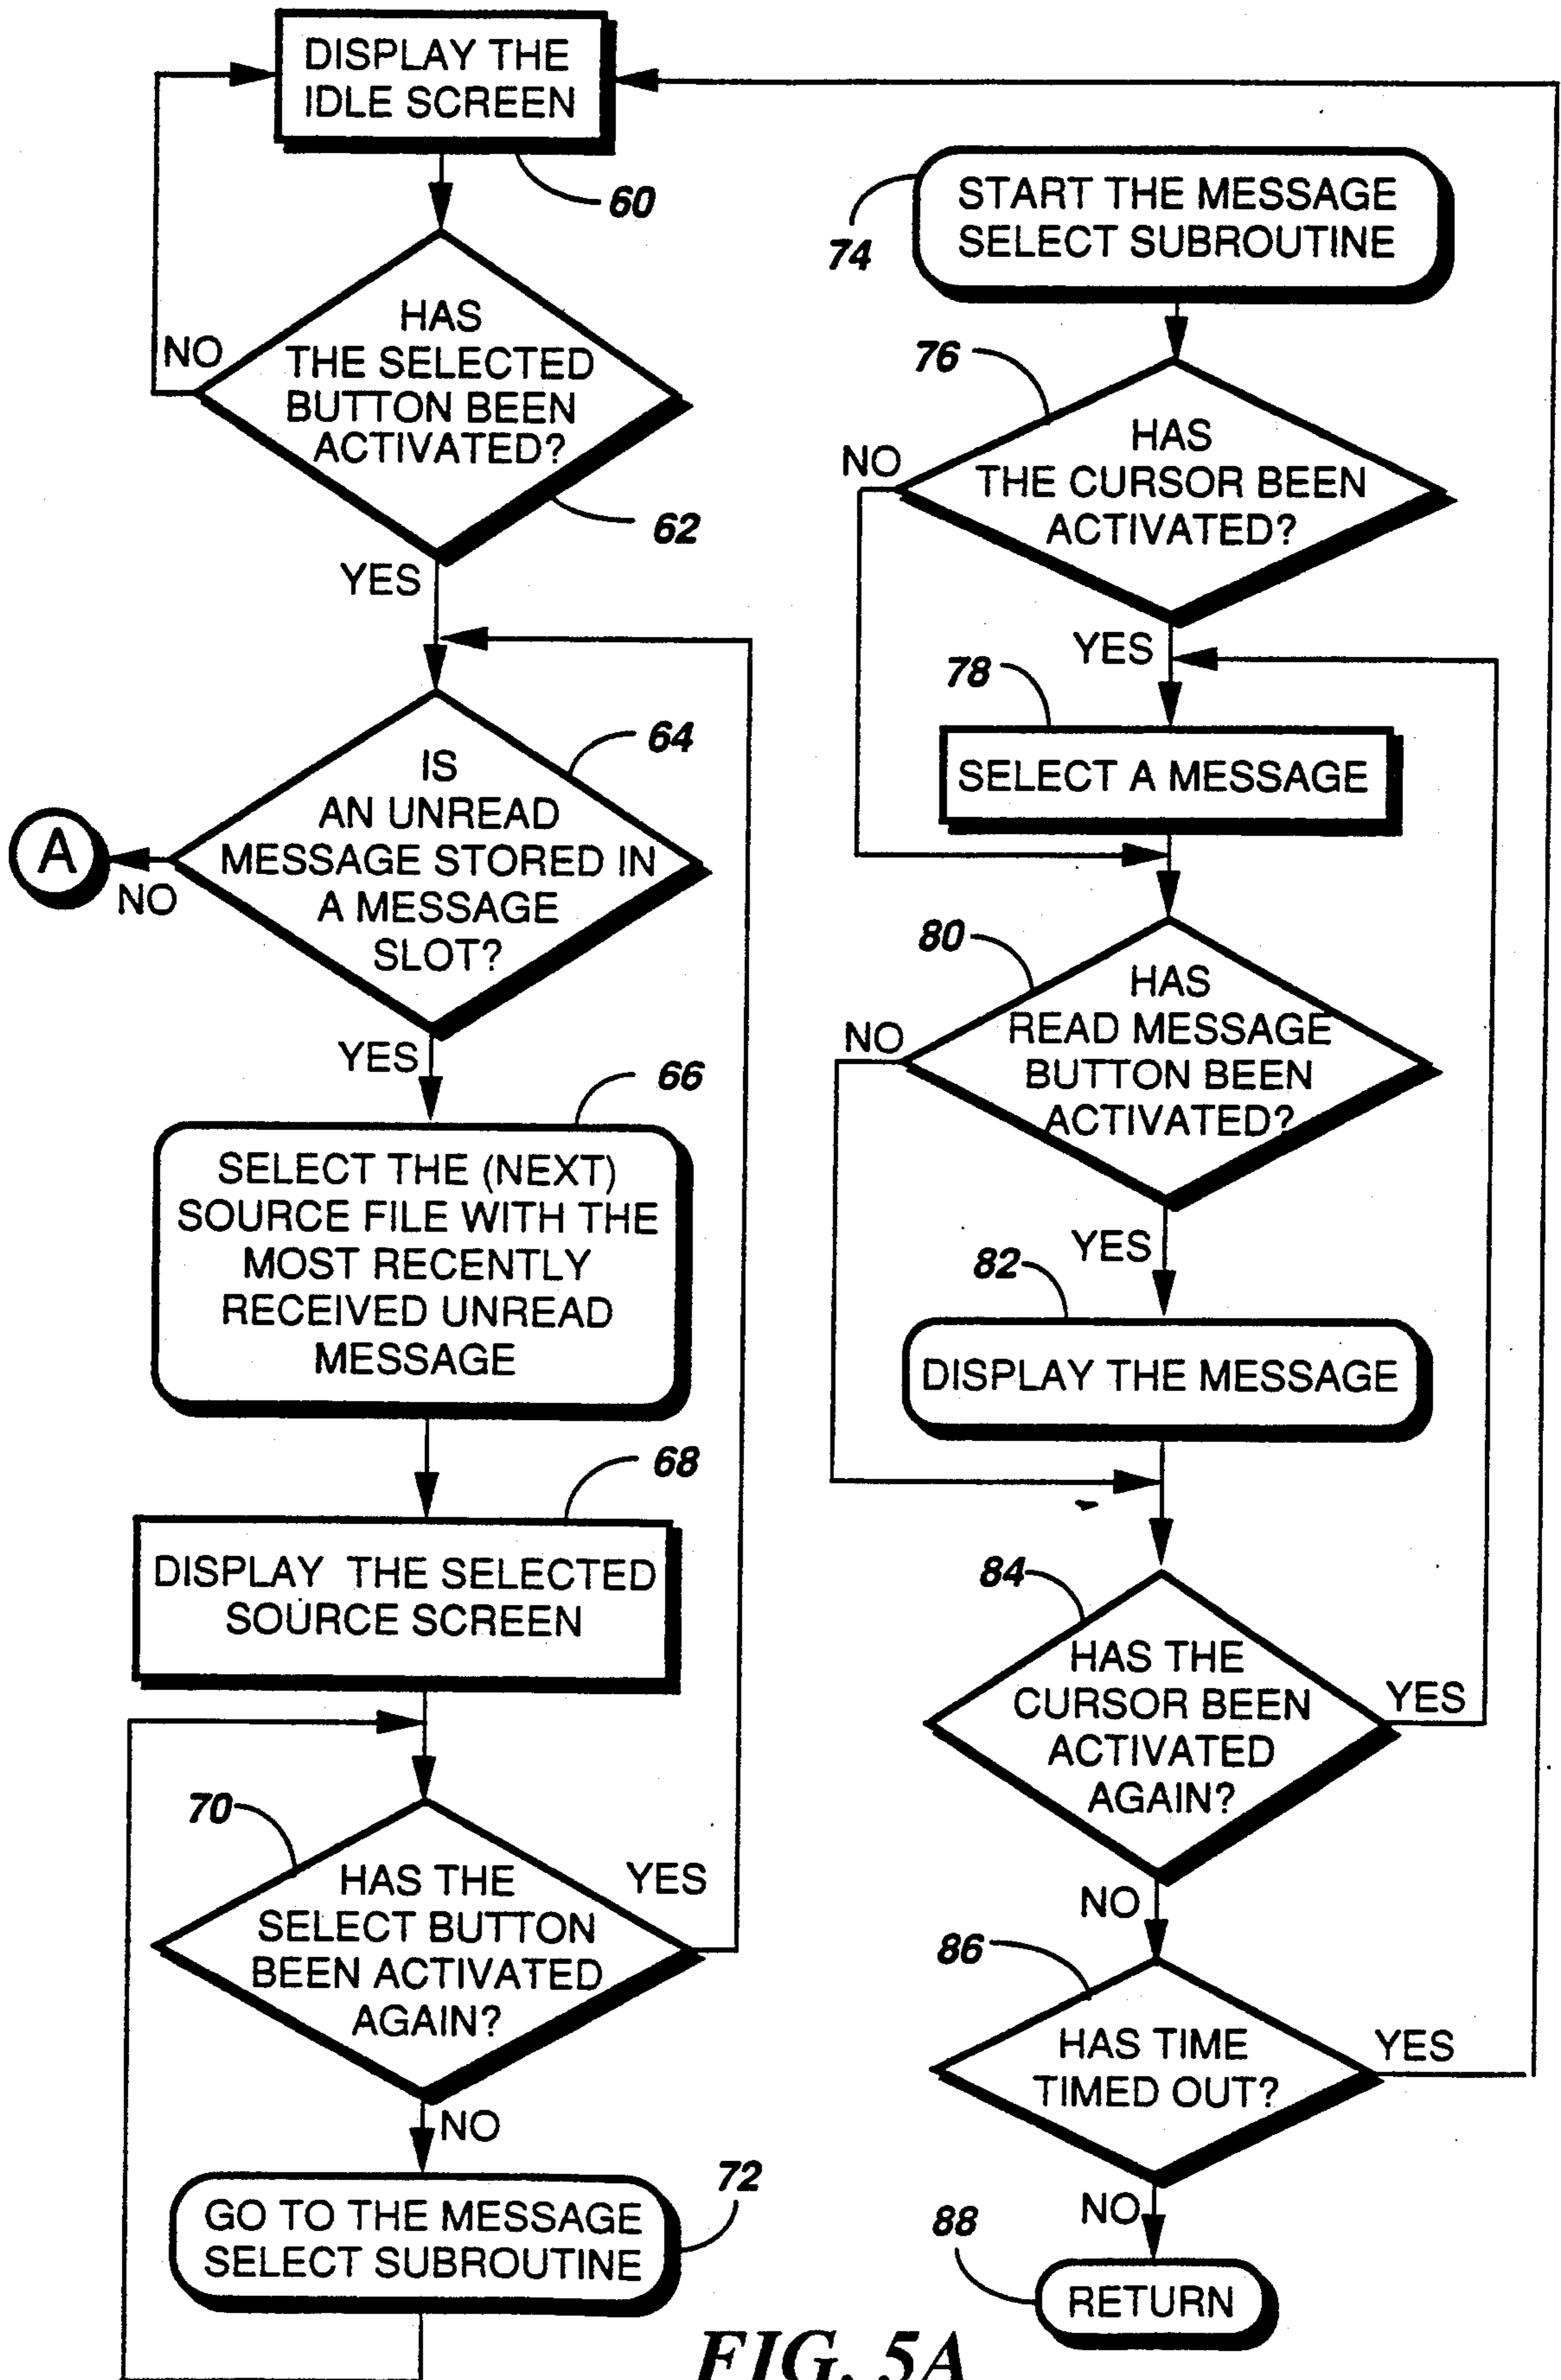 DISPLAY THE
IDLE SCREEN
60
HAS
THE SELECTED
BUTTON BEEN
ACTIVATED?
NO
62
YES
IS
AN UNREAD
MESSAGE STORED IN
A MESSAGE
SLOT?
64
A
NO
YES
66
SELECT THE (NEXT)
SOURCE FILE WITH THE
MOST RECENTLY
RECEIVED UNREAD
MESSAGE
68
DISPLAY THE SELECTED
SOURCE SCREEN
70
HAS THE
SELECT BUTTON
BEEN ACTIVATED
AGAIN?
YES
NO
72
GO TO THE MESSAGE
SELECT SUBROUTINE
74
START THE MESSAGE
SELECT SUBROUTINE
76
HAS
THE CURSOR BEEN
ACTIVATED?
NO
YES
78
SELECT A MESSAGE
80
HAS
READ MESSAGE
BUTTON BEEN
ACTIVATED?
NO
YES
82
DISPLAY THE MESSAGE
84
HAS THE
CURSOR BEEN
ACTIVATED
AGAIN?
YES
NO
86
HAS TIME
TIMED OUT?
YES
NO
88
RETURN
FIG. 5A